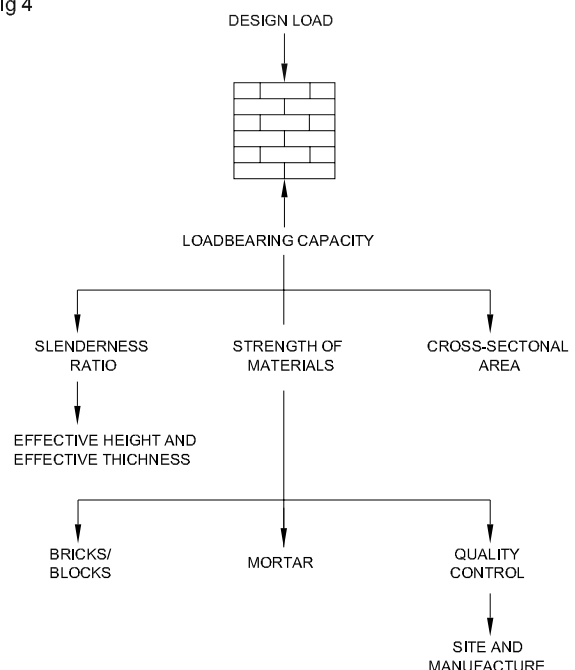 ig 4
DESIGN LOAD
LOADBEARING CAPACITY
SLENDERNESS
RATIO
STRENGTH OF
MATERIALS
CROSS-SECTONAL
AREA
EFFECTIVE HEIGHT AND
EFFECTIVE THICHNESS
BRICKS/
BLOCKS
MORTAR
QUALITY
CONTROL
SITE AND
MANUFACTURE